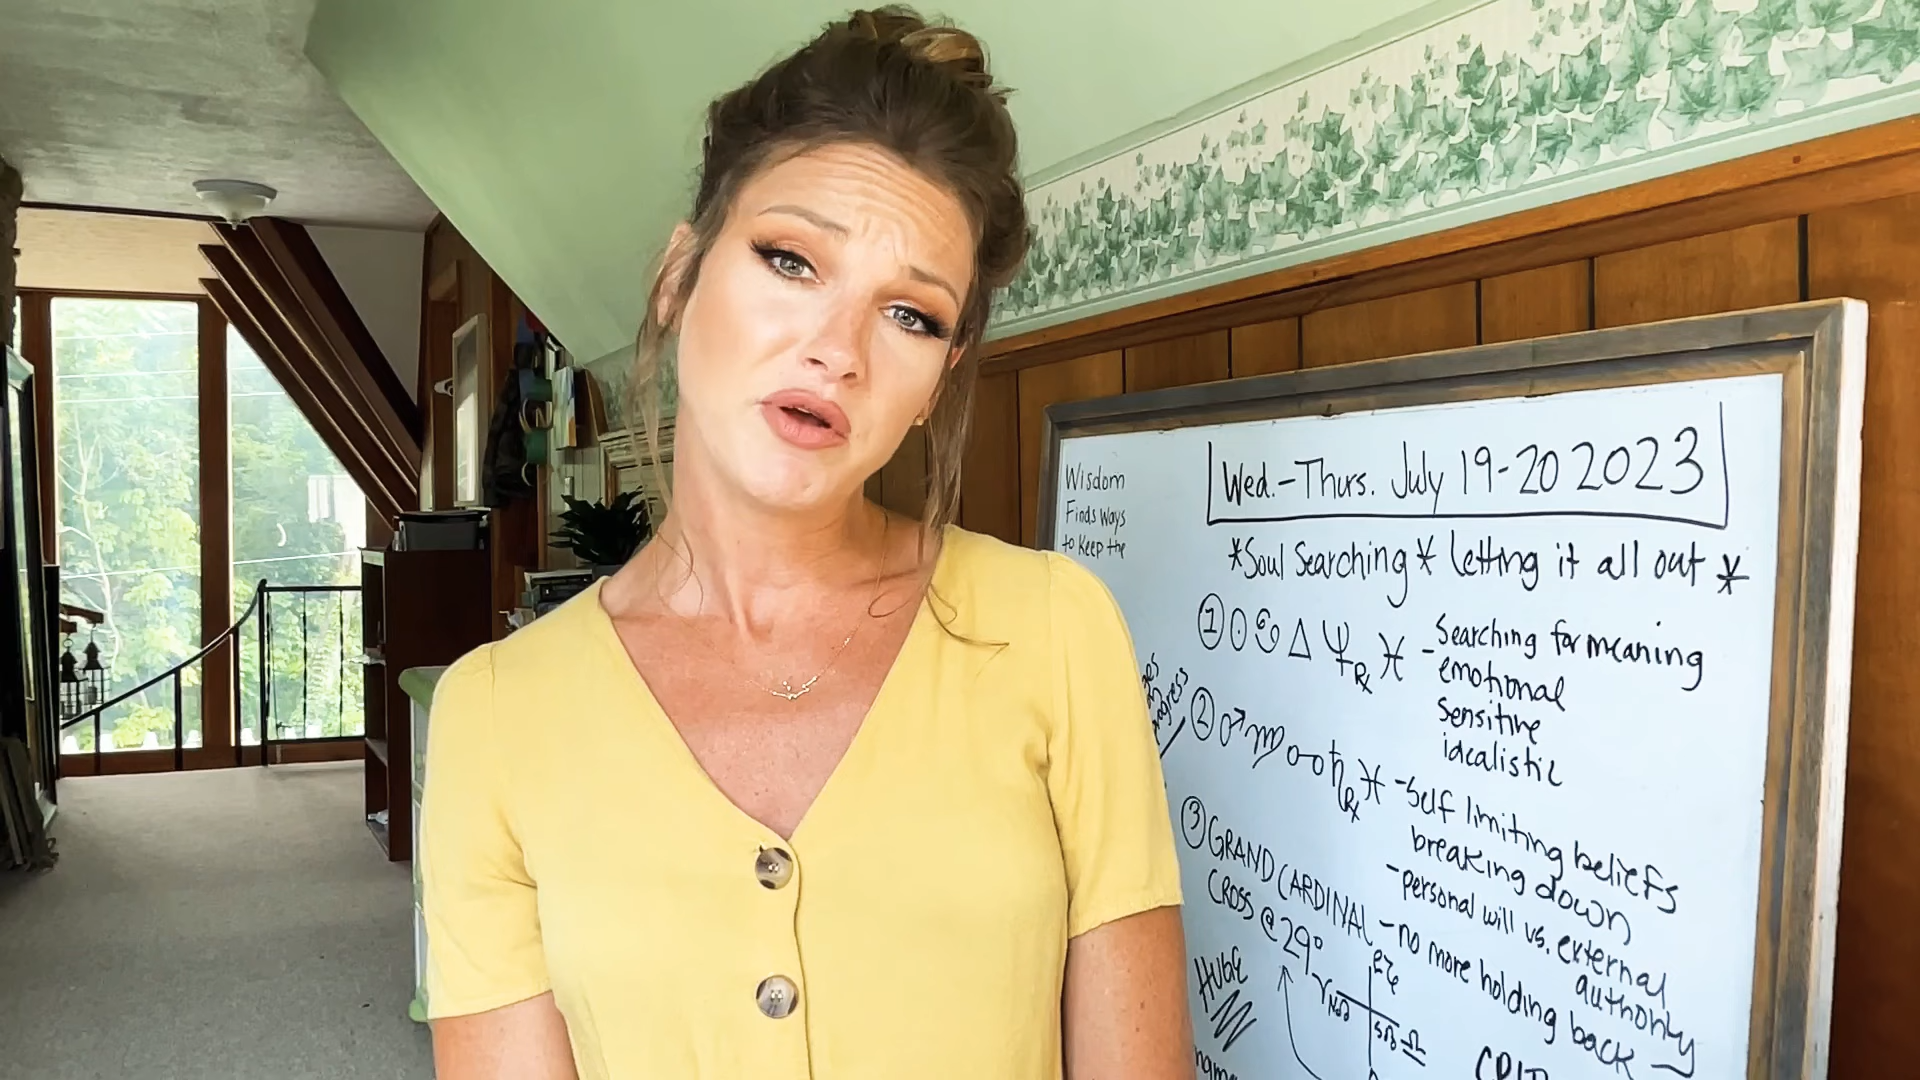 Wed.-Thurs. July 19-20 2023
*Soul Searching* letting it all out*
Wisdom
Finds Ways
to Keep the
① ☉ ♋ △ ♆℞ ♓ - Searching for meaning
emotional
sensitive
idealistic
② ♂ ♍ ☍ ♄℞ ♓ - Self limiting beliefs
breaking down
- personal will vs. external
authority
③ GRAND CARDINAL - no more holding back
CROSS @ 29°
HUGE